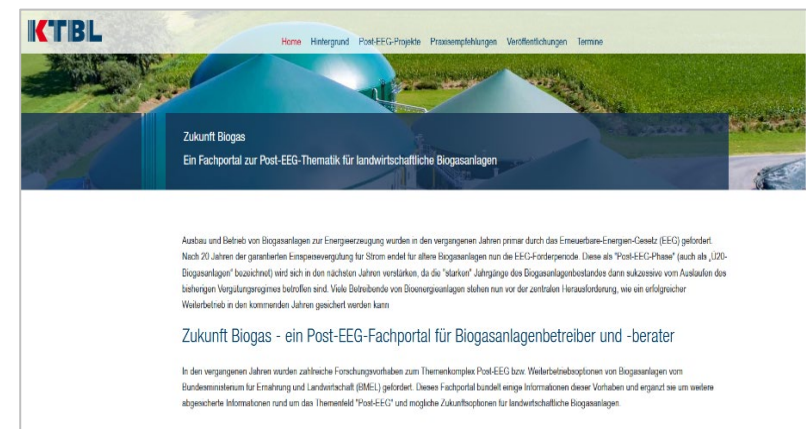 KTBL
Home Hintergrund Post-EEG-Projekte Praxisempfehlungen Veröffentlichungen Termine
Zukunft Biogas
Ein Fachportal zur Post-EEG-Thematik für landwirtschaftliche Biogasanlagen
Ausbau und Betrieb von Biogasanlagen zur Energieerzeugung wurden in den vergangenen Jahren primar durch das Erneuerbare-Energien-Gesetz (EEG) gefordert.
Nach 20 Jahren der garantierten Einspeisevergütung für Strom endet für ältere Biogasanlagen nun die EEG-Förderperiode. Diese als "Post-EEG-Phase" (auch als „Ü20-
Biogasanlagen" bezeichnet) wird sich in den nächsten Jahren verstärken, da die "starken" Jahrgänge des Biogasanlagenbestandes dann sukzessive vom Auslaufen des
bisherigen Vergütungsregimes betroffen sind. Viele Betreibende von Bioenergieanlagen stehen nun vor der zentralen Herausforderung, wie ein erfolgreicher
Weiterbetrieb in den kommenden Jahren gesichert werden kann
Zukunft Biogas - ein Post-EEG-Fachportal für Biogasanlagenbetreiber und -berater
In den vergangenen Jahren wurden zahlreiche Forschungsvorhaben zum Themenkomplex Post-EEG bzw. Weiterbetriebsoptionen von Biogasanlagen vom
Bundesministerium für Ernahrung und Landwirtschaft (BMEL) gefordert. Dieses Fachportal bündelt einige Informationen dieser Vorhaben und erganzt sie um weitere
abgesicherte Informationen rund um das Themenfeld "Post-EEG" und mogliche Zukunftsoptionen für landwirtschaftliche Biogasanlagen.